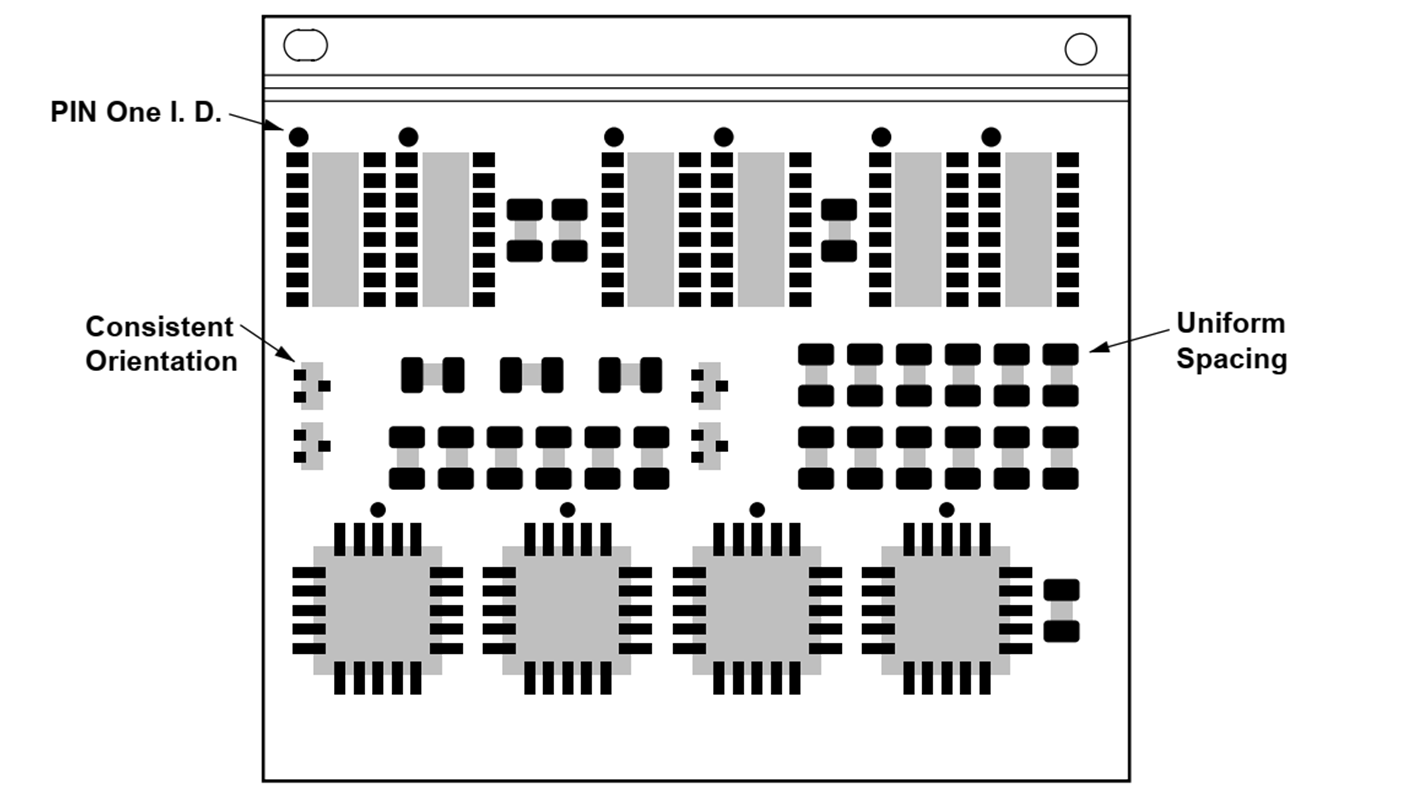 PIN One I. D.
Consistent
Orientation
Uniform
Spacing